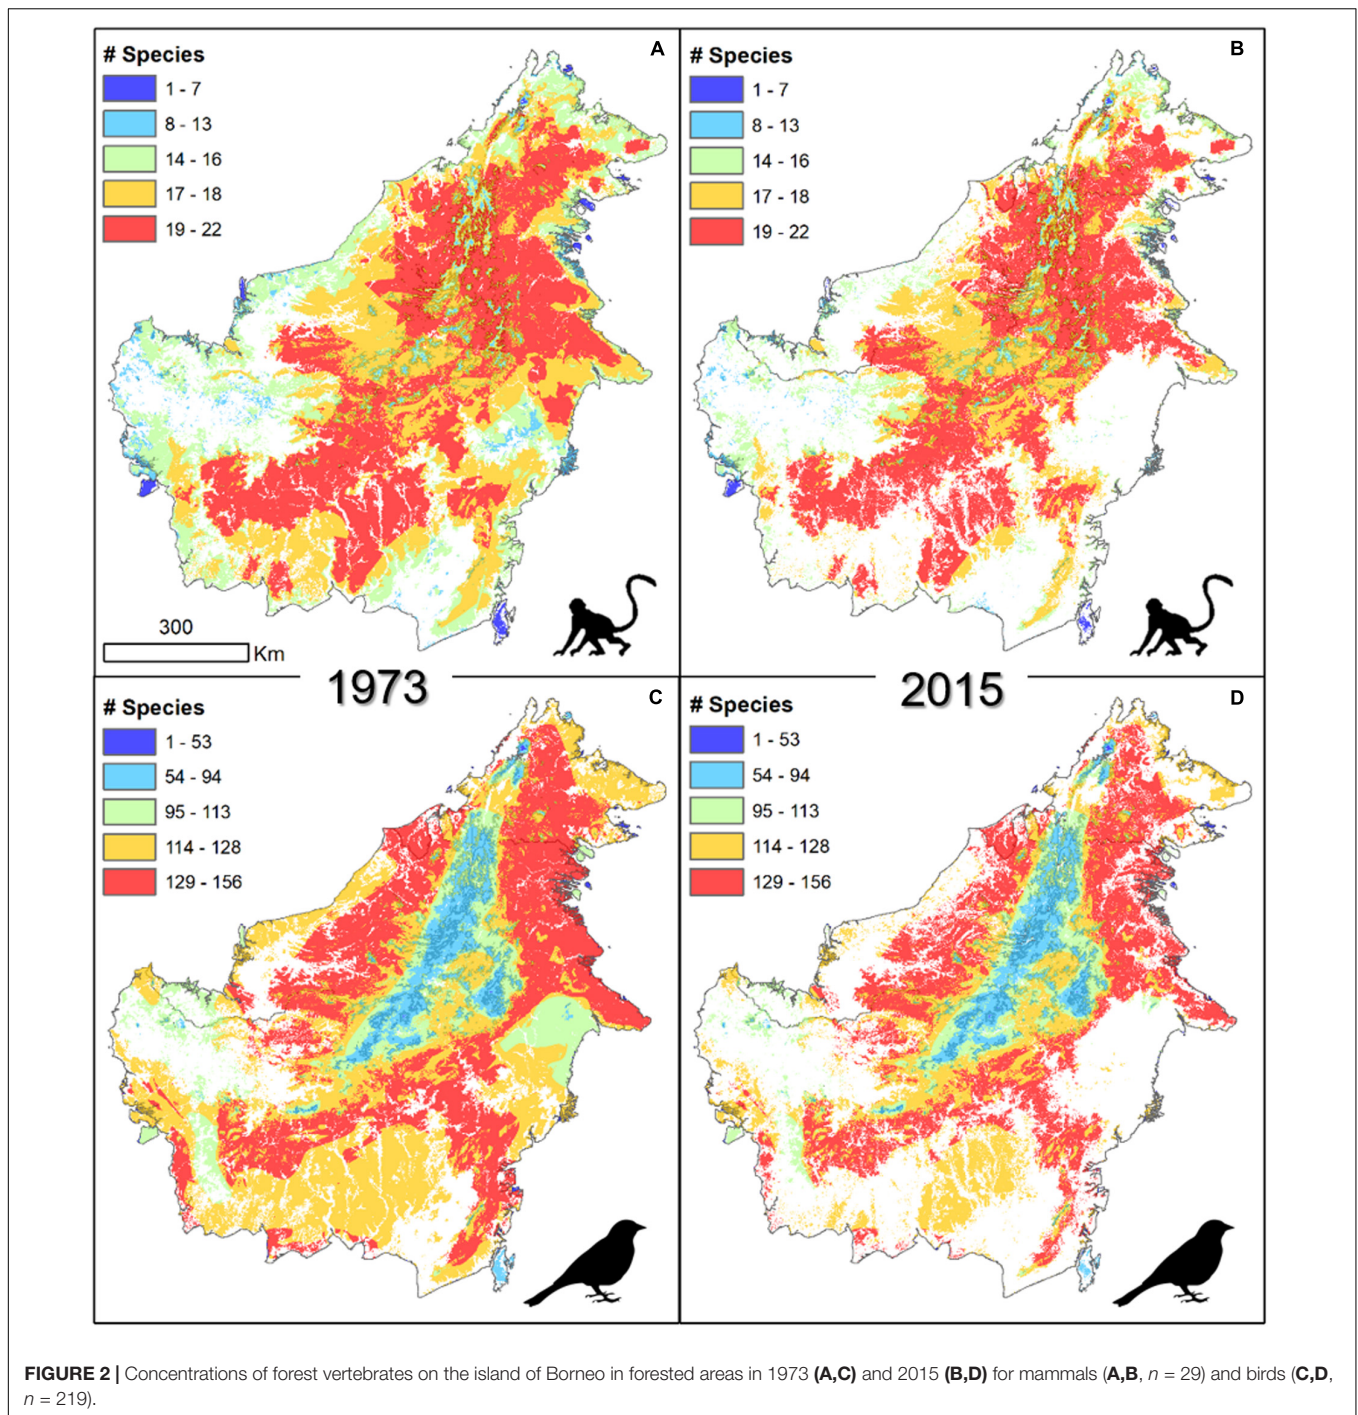 # Species
A
1 - 7
8 - 13
14 - 16
17 - 18
19 - 22
300
Km
# Species
B
1 - 7
8 - 13
14 - 16
17 - 18
19 - 22
1973
2015
# Species
C
1 - 53
54 - 94
95 - 113
114 - 128
129 - 156
# Species
D
1 - 53
54 - 94
95 - 113
114 - 128
129 - 156
FIGURE 2 | Concentrations of forest vertebrates on the island of Borneo in forested areas in 1973 (A,C) and 2015 (B,D) for mammals (A,B, n = 29) and birds (C,D,
n = 219).